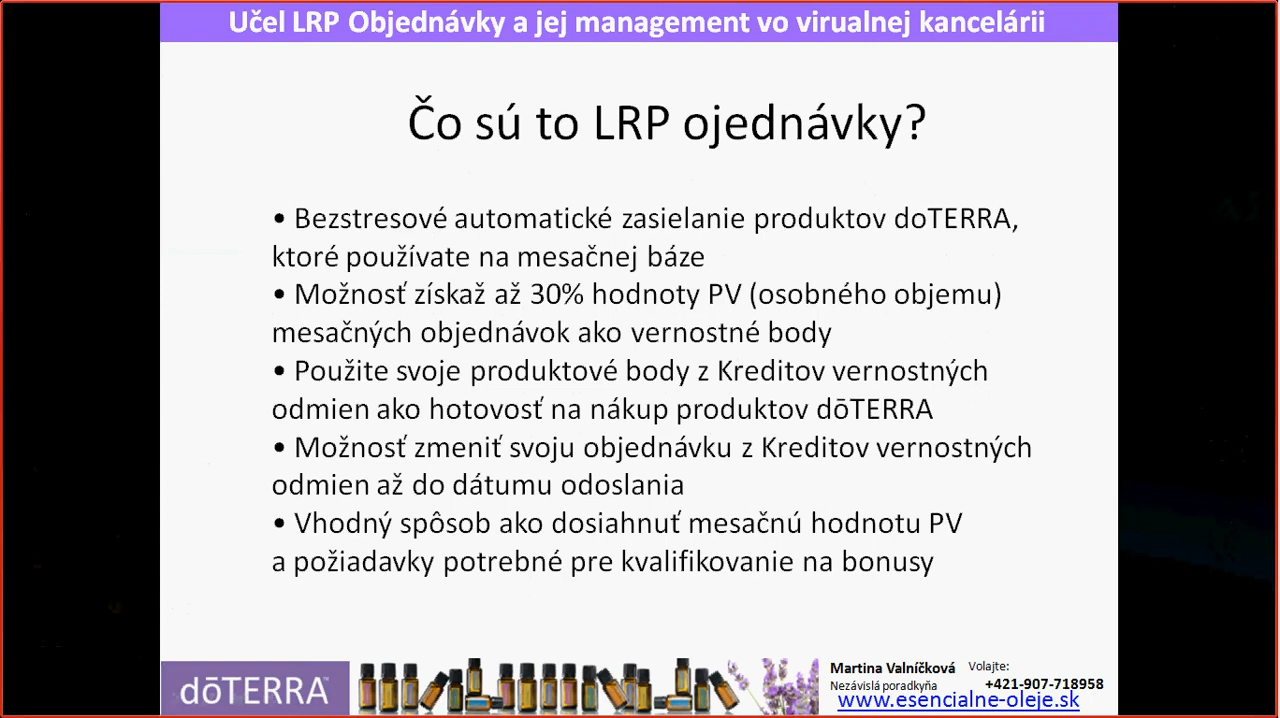 Učel LRP Objednávky a jej management vo virualnej kancelárii
Čo sú to LRP ojednávky?
• Bezstresové automatické zasielanie produktov doTERRA,
ktoré používate na mesačnej báze
• Možnosť získaž až 30% hodnoty PV (osobného objemu)
mesačných objednávok ako vernostné body
• Použite svoje produktové body z Kreditov vernostných
odmien ako hotovosť na nákup produktov dōTERRA
• Možnosť zmeniť svoju objednávku z Kreditov vernostných
odmien až do dátumu odoslania
• Vhodný spôsob ako dosiahnuť mesačnú hodnotu PV
a požiadavky potrebné pre kvalifikovanie na bonusy
dōTERRA™
Martina Valníčková Volajte:
Nezávislá poradkyňa +421-907-718958
www.esencialne-oleje.sk